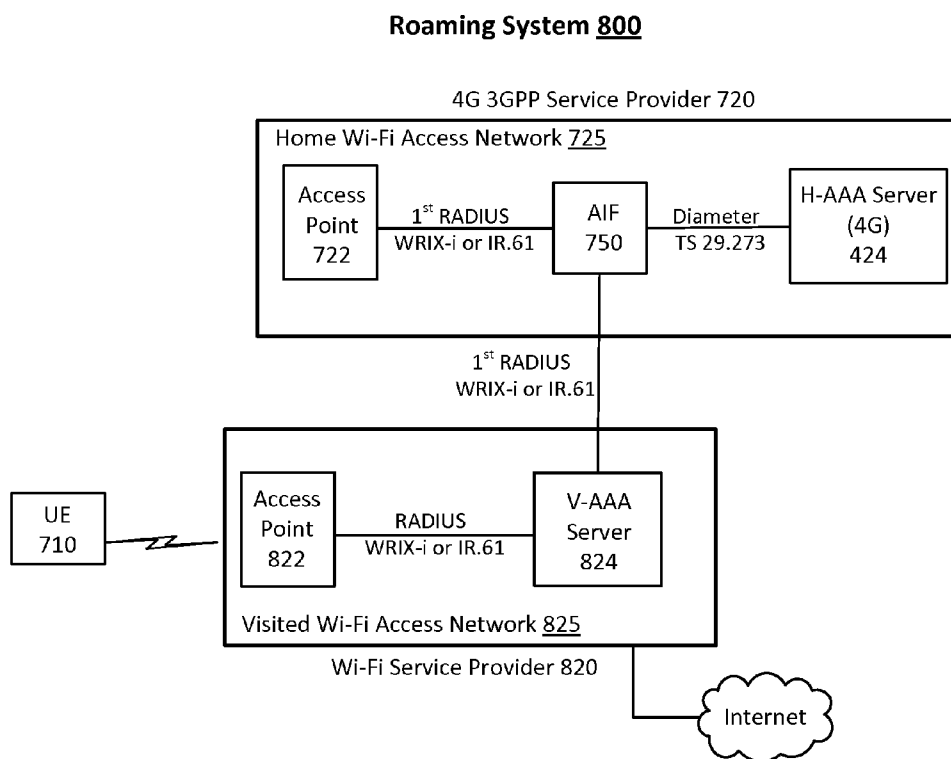 Roaming System 800
4G 3GPP Service Provider 720
Home Wi-Fi Access Network 725
Access
Point
722
1st RADIUS
WRIX-i or IR.61
AIF
750
Diameter
TS 29.273
H-AAA Server
(4G)
424
1st RADIUS
WRIX-i or IR.61
UE
710
Access
Point
822
RADIUS
WRIX-i or IR.61
V-AAA
Server
824
Visited Wi-Fi Access Network 825
Wi-Fi Service Provider 820
Internet